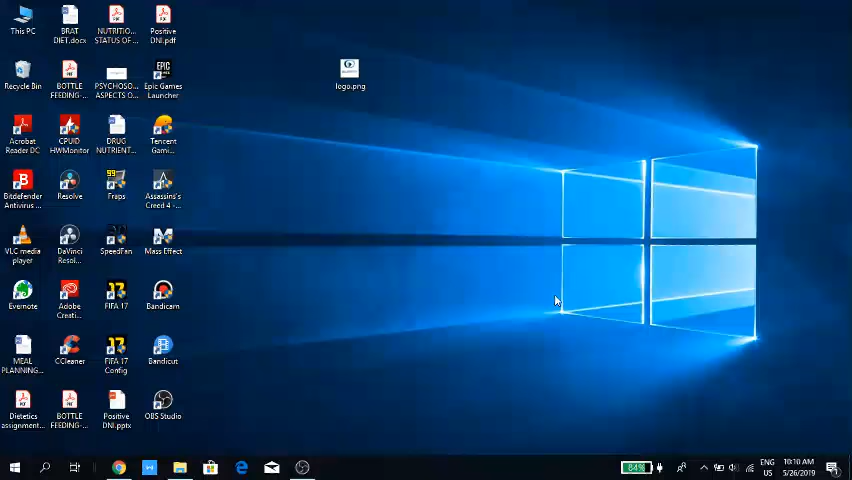 This PC
BRAT
DIET.docx
NUTRITIO...
STATUS OF ...
Positive
DNI.pdf
Recycle Bin
BOTTLE
FEEDING-...
PSYCHOSO...
ASPECTS O...
EPIC
Epic Games
Launcher
logo.png
Acrobat
Reader DC
CPUID
HWMonitor
DRUG
NUTRIENT...
Tencent
Gami...
Bitdefender
Antivirus ...
Resolve
99
Fraps
Assassin's
Creed 4 -...
VLC media
player
DaVinci
Resol...
SpeedFan
Mass Effect
Evernote
Adobe
Creati...
17
FIFA 17
Bandicam
MEAL
PLANNING...
CCleaner
17
FIFA 17
Config
Bandicut
Dietetics
assignment...
BOTTLE
FEEDING-...
Positive
DNI.pptx
OBS Studio
84%
ENG
US
10:10 AM
5/26/2019